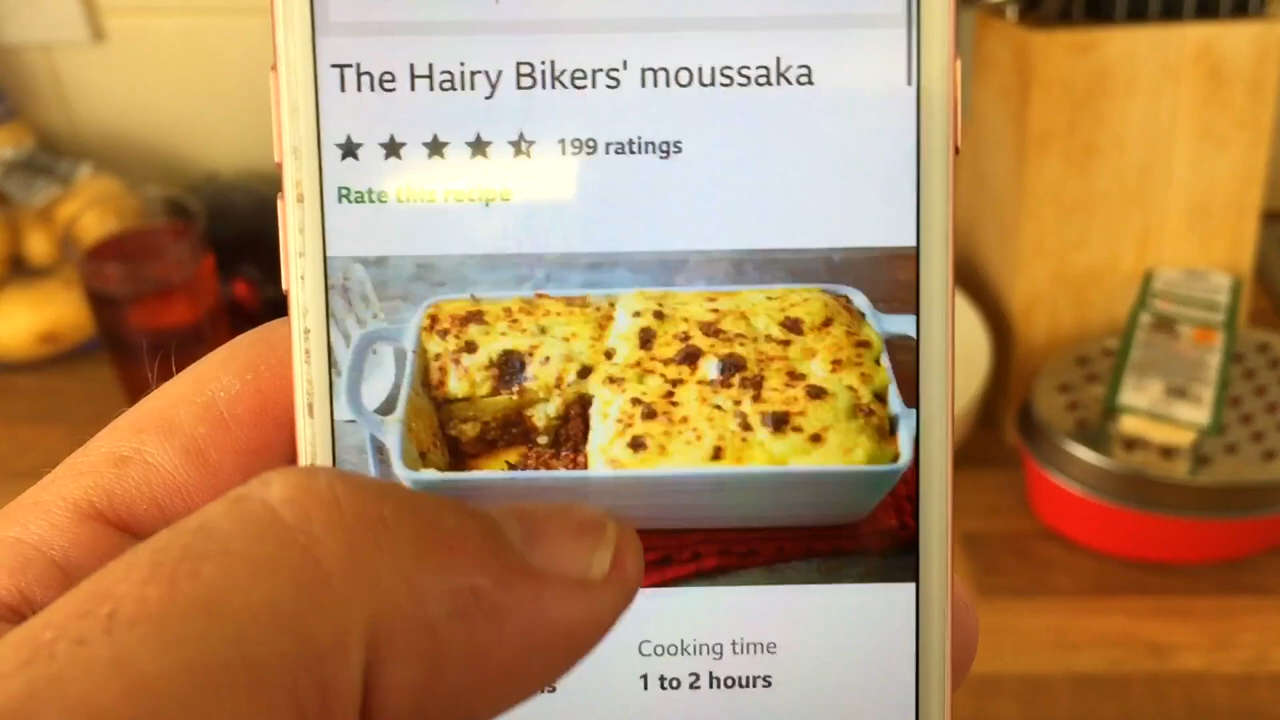 The Hairy Bikers' moussaka
199 ratings
Rate this recipe
Cooking time
1 to 2 hours